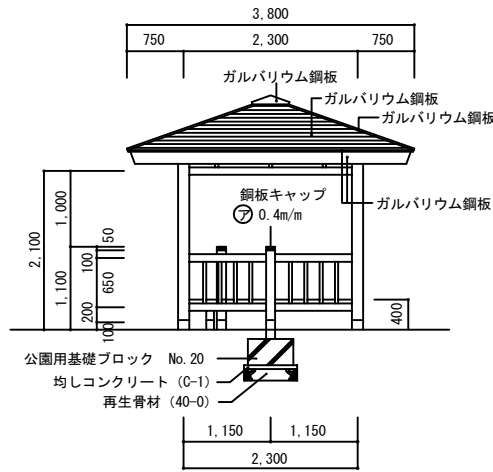 3,800
750
2,300
750
ガルバリウム鋼板
ガルバリウム鋼板
ガルバリウム鋼板
鋼板キャップ
ア 0.4m/m
ガルバリウム鋼板
2,100
1,000
1,100
50
100
650
200
100
400
公園用基礎ブロック No.20
均しコンクリート (C-1)
再生骨材 (40-0)
1,150
1,150
2,300